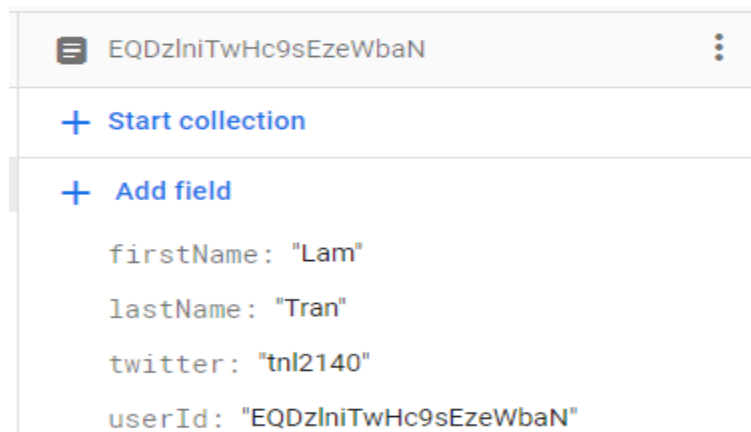 EQDzlniTwHc9sEzeWbaN
+ Start collection
+ Add field
firstName: "Lam"
lastName: "Tran"
twitter: "tnl2140"
userId: "EQDzlniTwHc9sEzeWbaN"